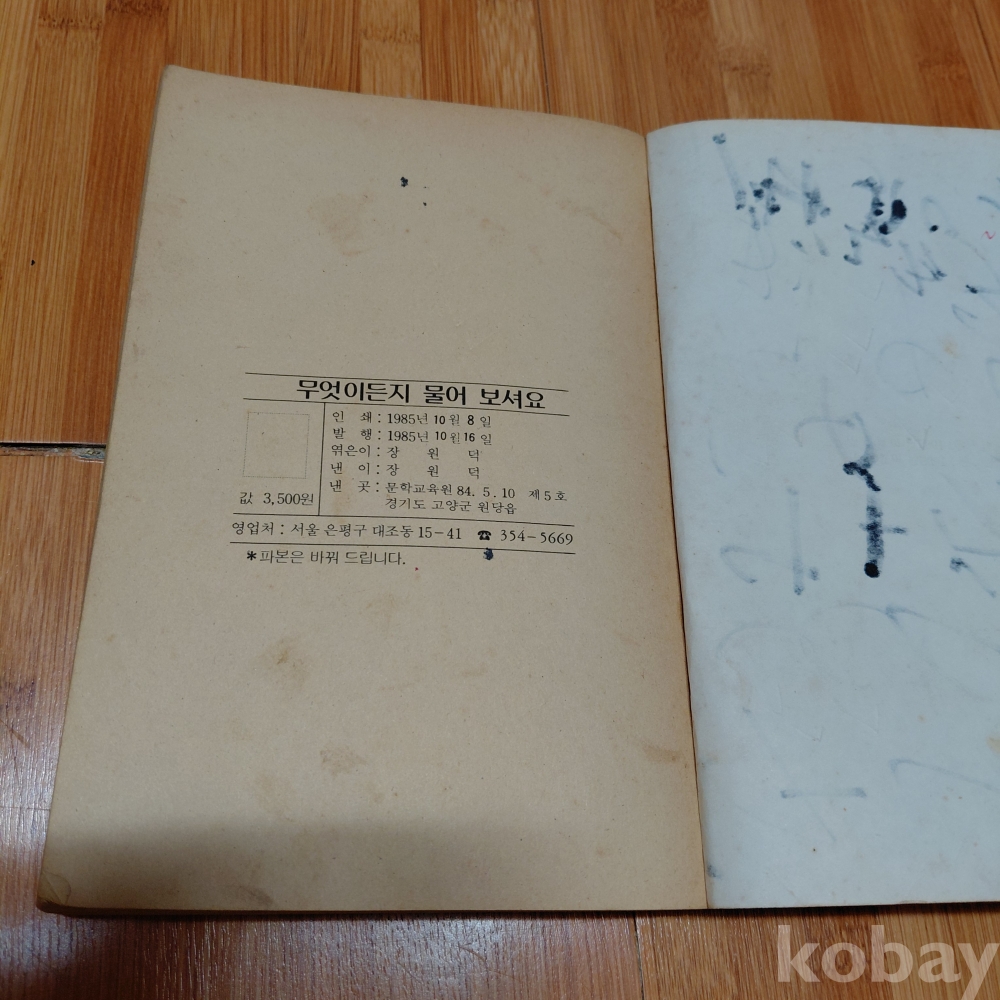 무엇이든지 물어 보셔요
인 쇄 : 1985년 10월 8일
발 행 : 1985년 10월 16일
엮은이 : 장 원 덕
낸 이 : 장 원 덕
낸 곳 : 문학교육원 84. 5. 10 제5호
경기도 고양군 원당읍
값 3,500원
영업처 : 서울 은평구 대조동 15-41 ☎ 354-5669
*파본은 바꿔 드립니다.
kobay